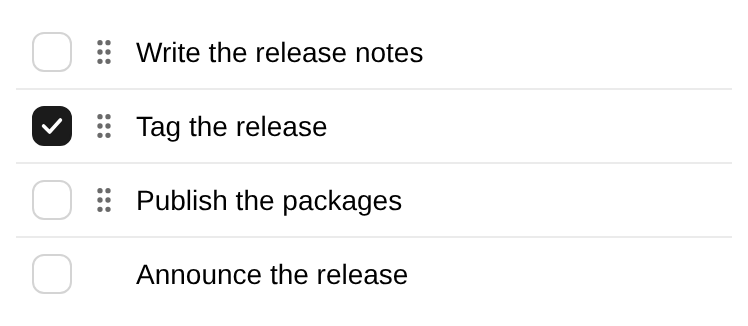 Write the release notes
Tag the release
Publish the packages
Announce the release